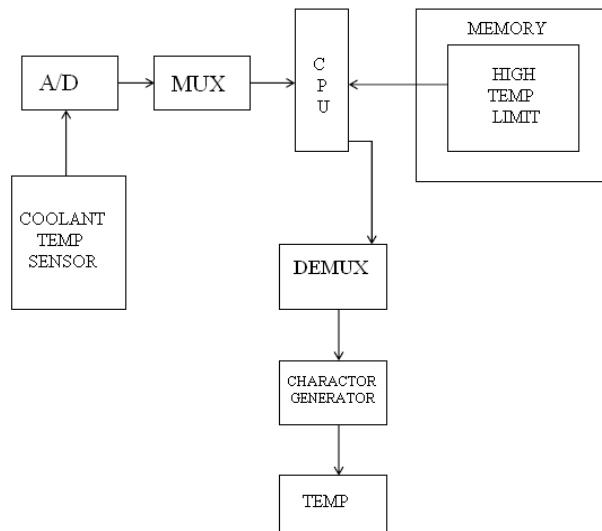 A/D
MUX
C
P
U
MEMORY
HIGH
TEMP
LIMIT
COOLANT
TEMP
SENSOR
DEMUX
CHARACTOR
GENERATOR
TEMP